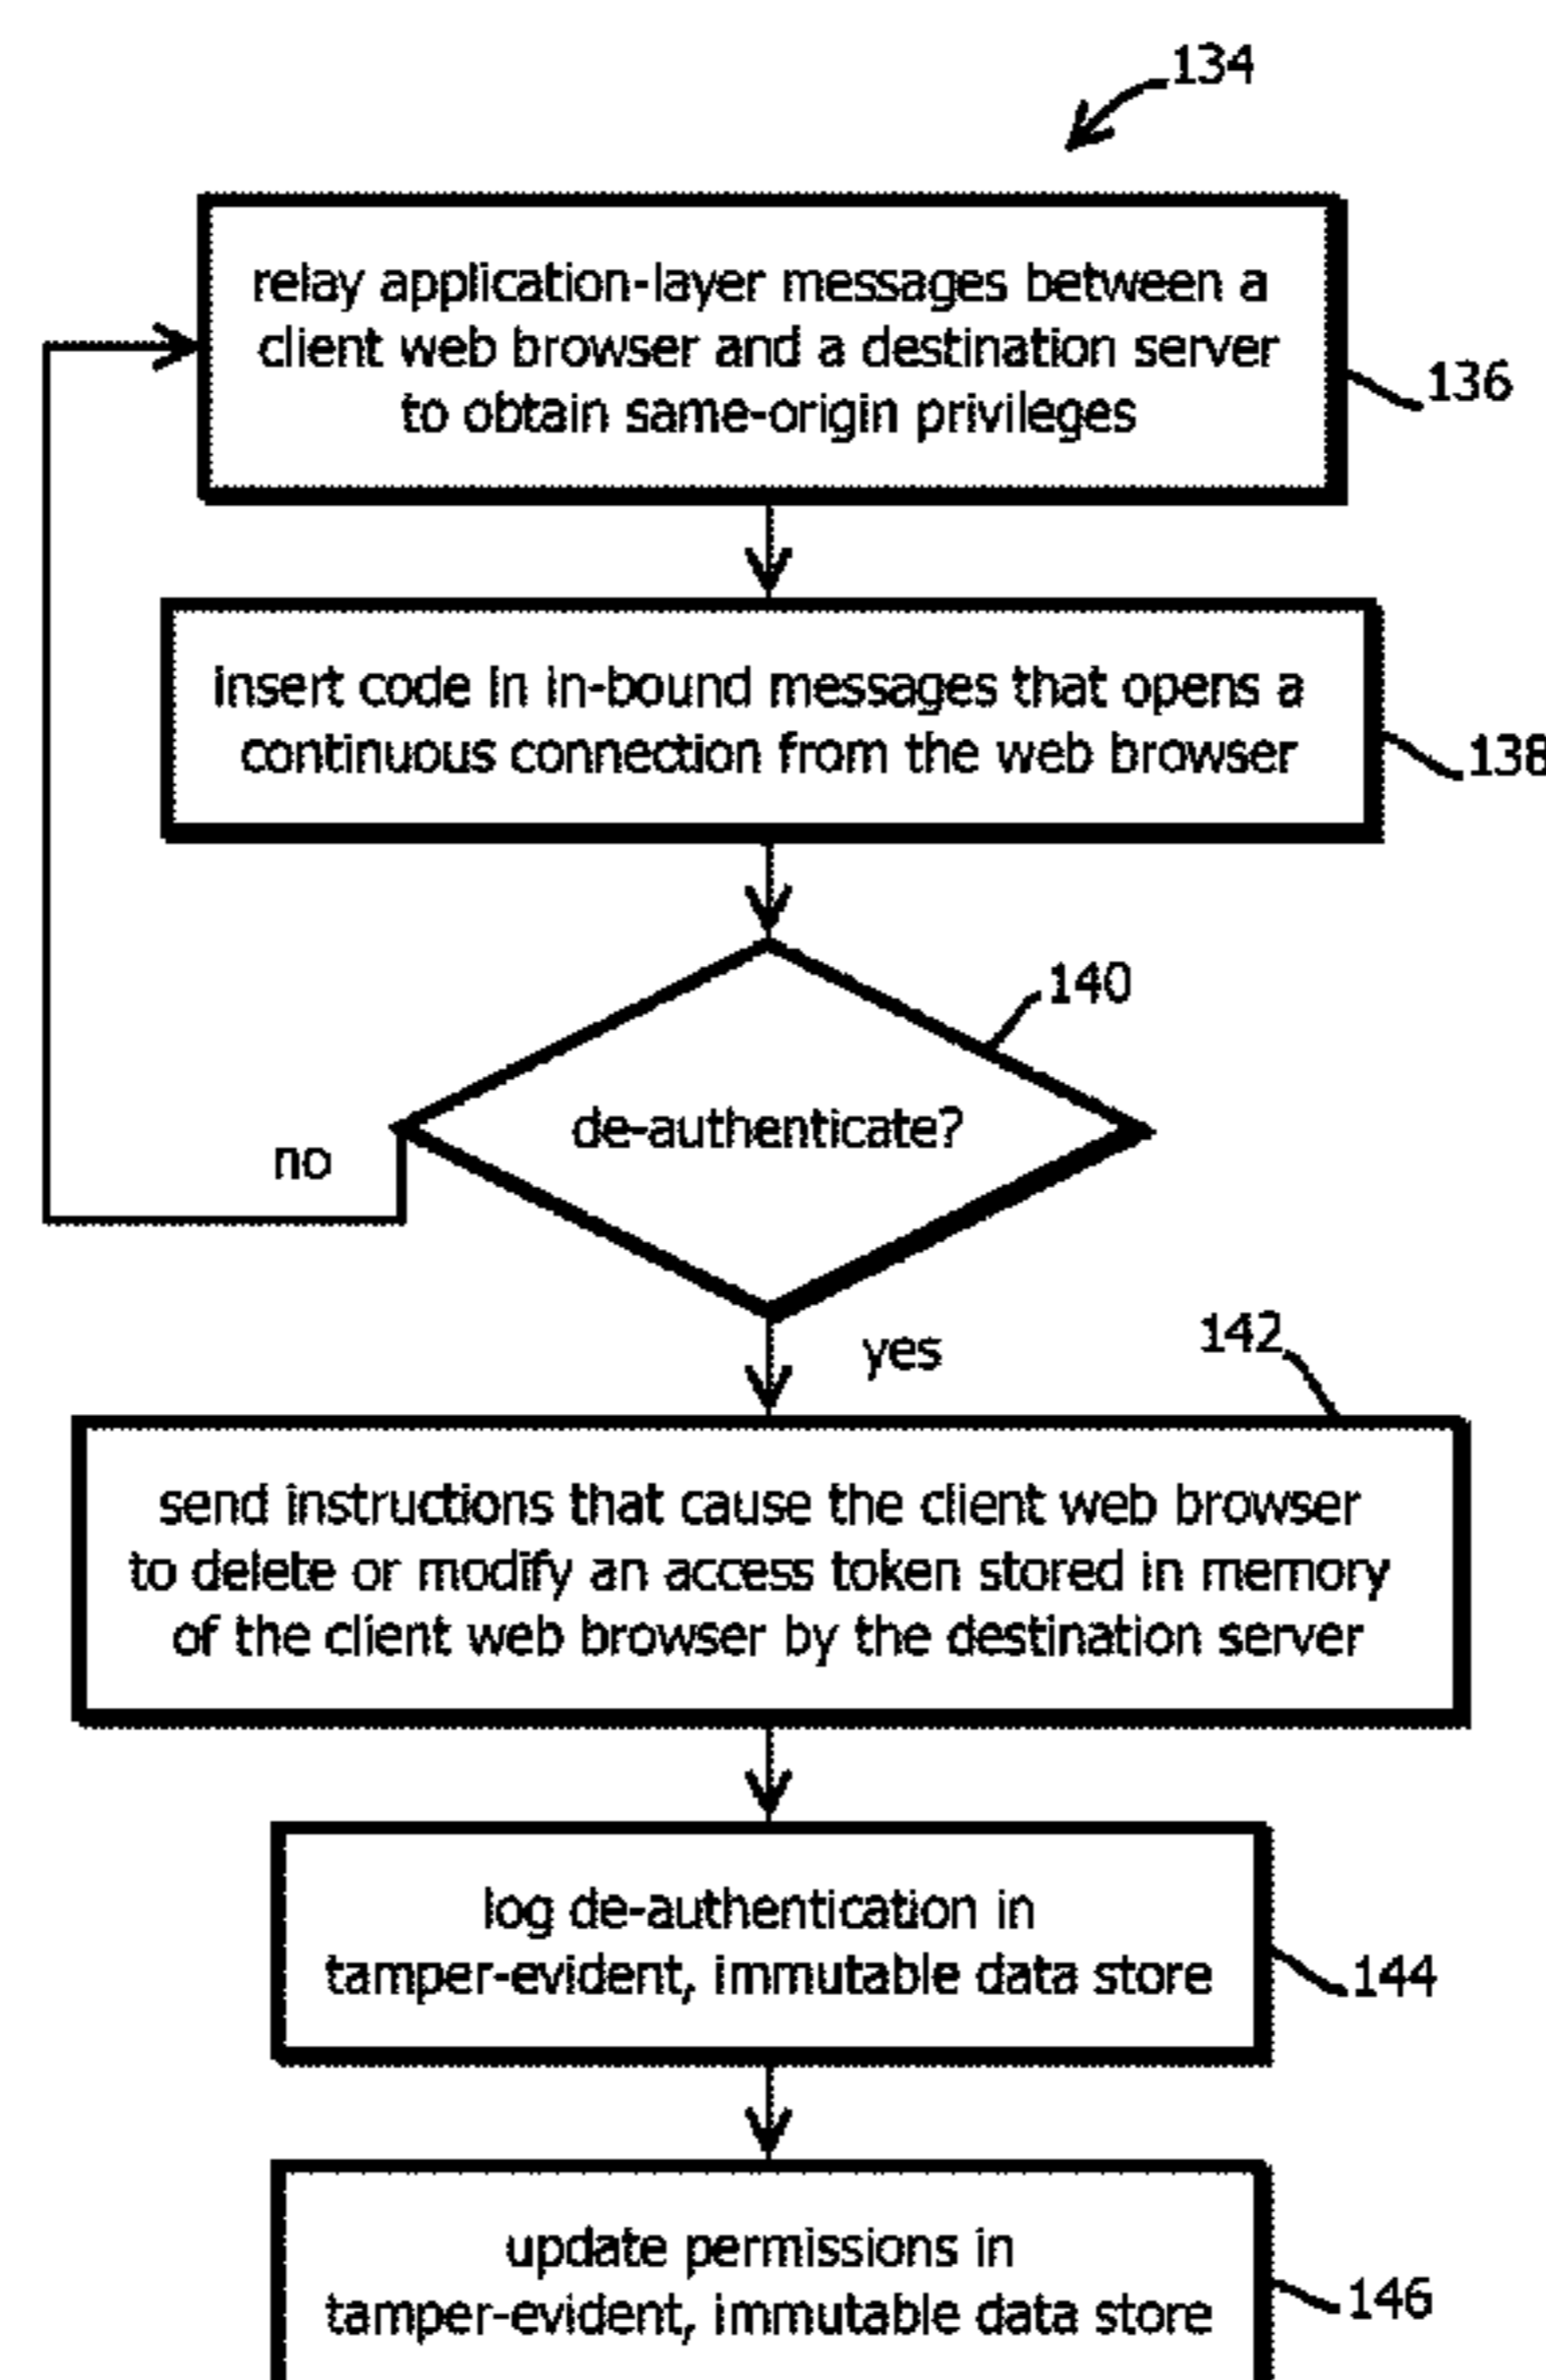 134
relay application-layer messages between a
client web browser and a destination server
to obtain same-origin privileges
136
insert code in in-bound messages that opens a
continuous connection from the web browser
138
140
de-authenticate?
no
yes
142
send instructions that cause the client web browser
to delete or modify an access token stored in memory
of the client web browser by the destination server
log de-authentication in
tamper-evident, immutable data store
144
update permissions in
tamper-evident, immutable data store
146